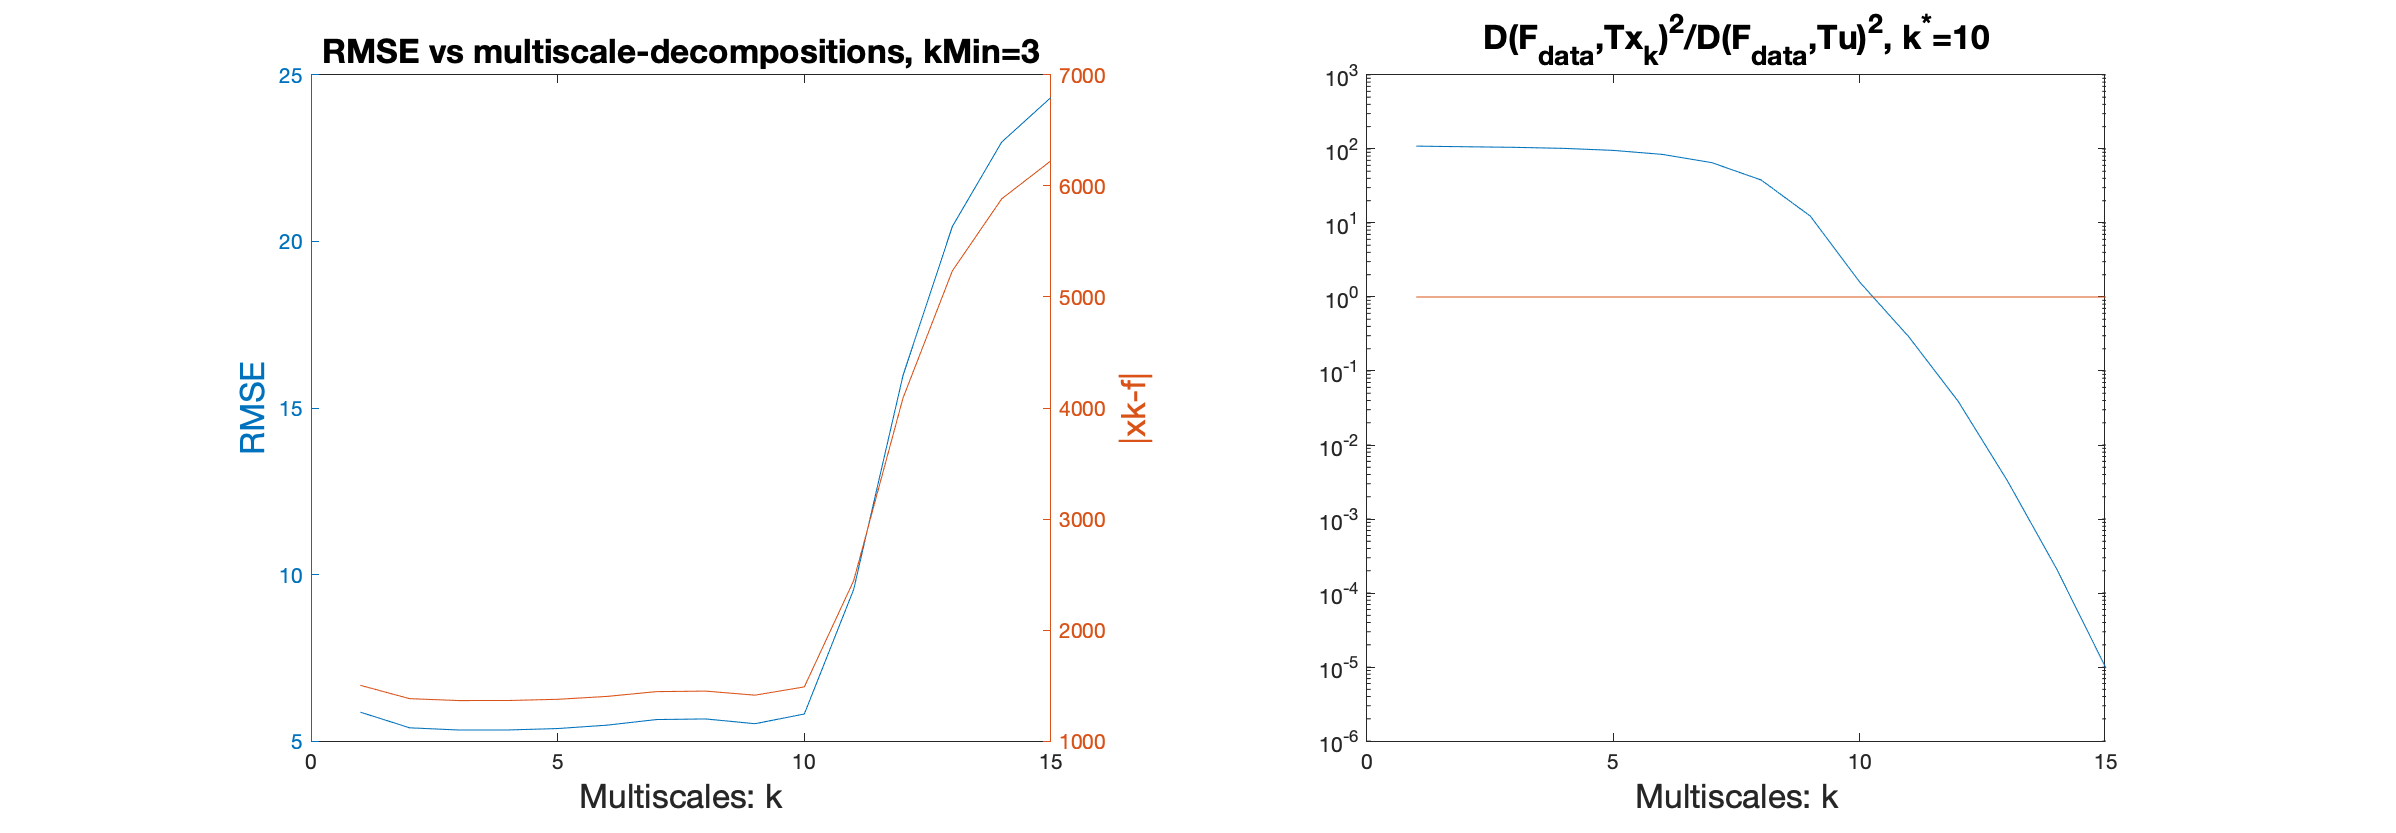 RMSE vs multiscale-decompositions, kMin=3
25
20
15
10
5
RMSE
7000
6000
5000
4000
3000
2000
1000
|xk-f|
0 5 10 15
Multiscales: k
D(F_data,Tx_k)^2/D(F_data,Tu)^2, k^*=10
10^3
10^2
10^1
10^0
10^-1
10^-2
10^-3
10^-4
10^-5
10^-6
0 5 10 15
Multiscales: k